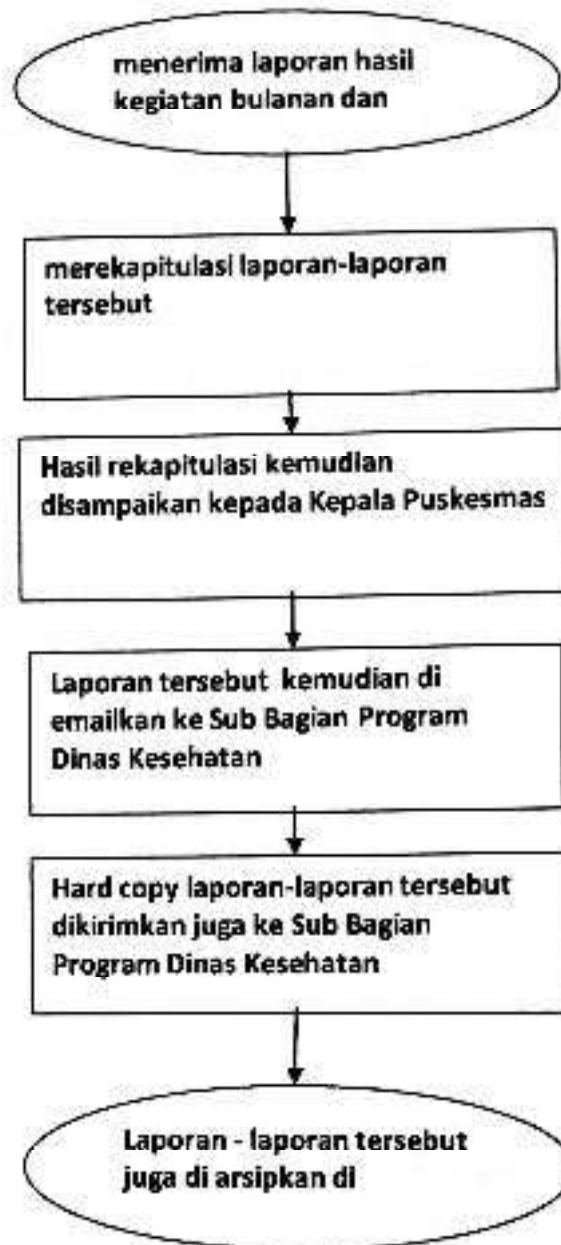 menerima laporan hasil
kegiatan bulanan dan
merekapitulasi laporan-laporan
tersebut
Hasil rekapitulasi kemudian
disampaikan kepada Kepala Puskesmas
Laporan tersebut kemudian di
emailkan ke Sub Bagian Program
Dinas Kesehatan
Hard copy laporan-laporan tersebut
dikirimkan juga ke Sub Bagian
Program Dinas Kesehatan
Laporan - laporan tersebut
juga di arsipkan di